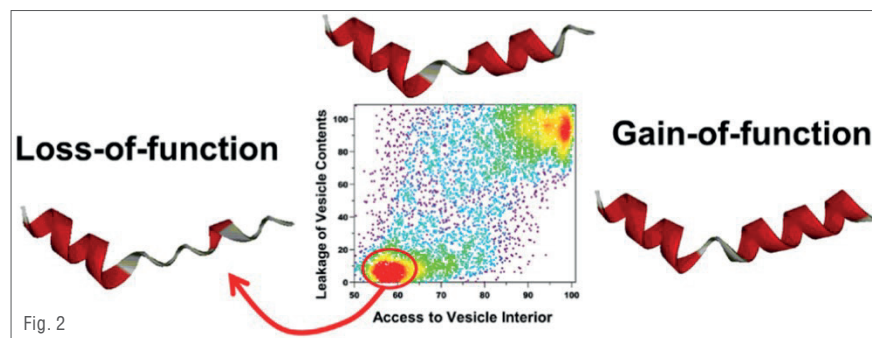 Loss-of-function
Gain-of-function
Leakage of Vesicle Contents
100
80
60
40
20
0
50
60
70
80
90
100
Access to Vesicle Interior
Fig. 2